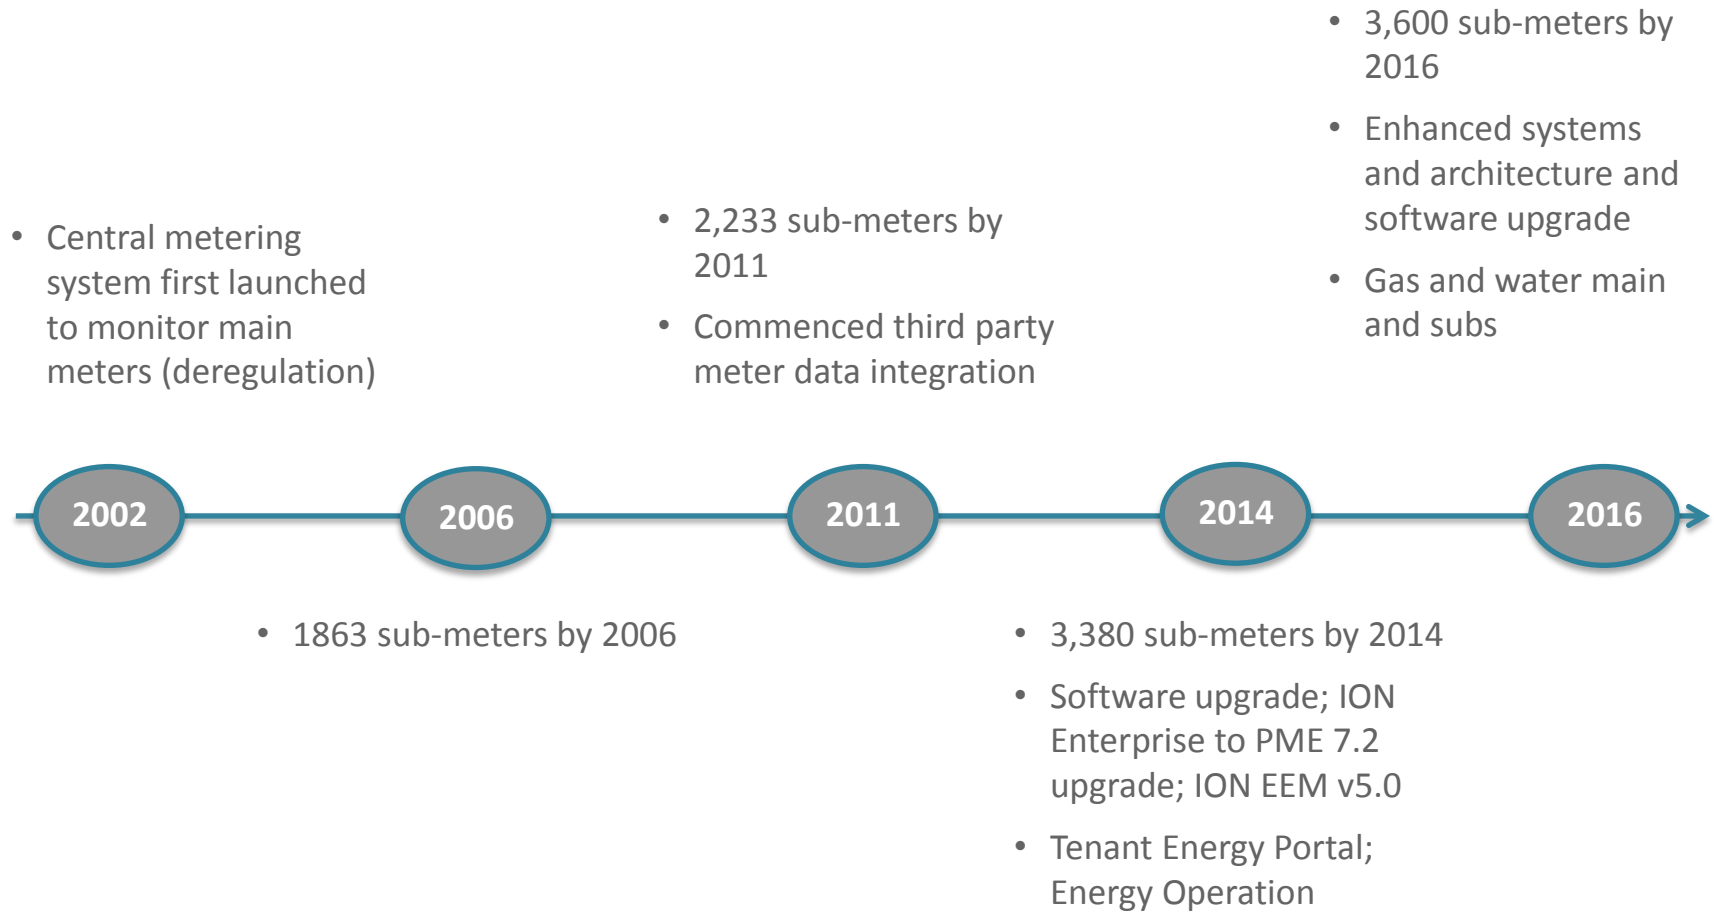 • Central metering
system first launched
to monitor main
meters (deregulation)
• 2,233 sub-meters by
2011
• Commenced third party
meter data integration
• 3,600 sub-meters by
2016
• Enhanced systems
and architecture and
software upgrade
• Gas and water main
and subs
2002
2006
2011
2014
2016
• 1863 sub-meters by 2006
• 3,380 sub-meters by 2014
• Software upgrade; ION
Enterprise to PME 7.2
upgrade; ION EEM v5.0
• Tenant Energy Portal;
Energy Operation